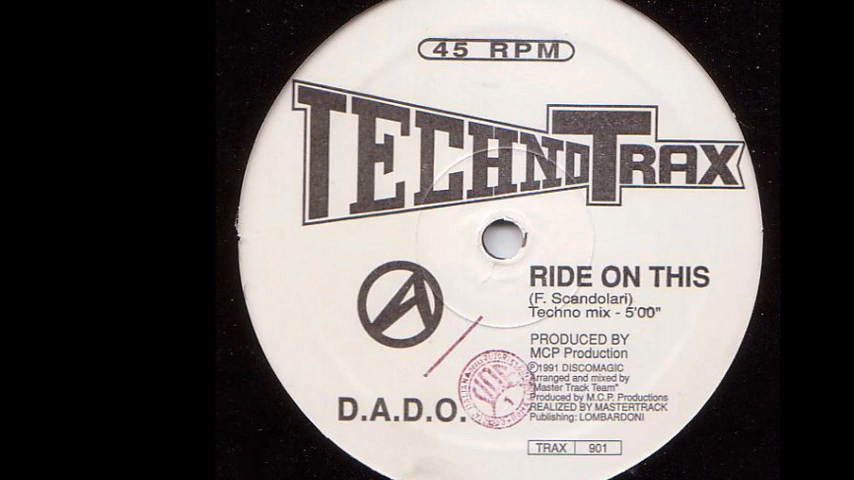 45 RPM
TECHNOTRAX
RIDE ON THIS
(F. Scandolari)
Techno mix - 5'00"
A
PRODUCED BY
MCP Production
℗1991 DISCOMAGIC
Arranged and mixed by
"Master Track Team"
Produced by M.C.P. Productions
REALIZED BY MASTERTRACK
Publishing: LOMBARDONI
D.A.D.O.
TRAX 901